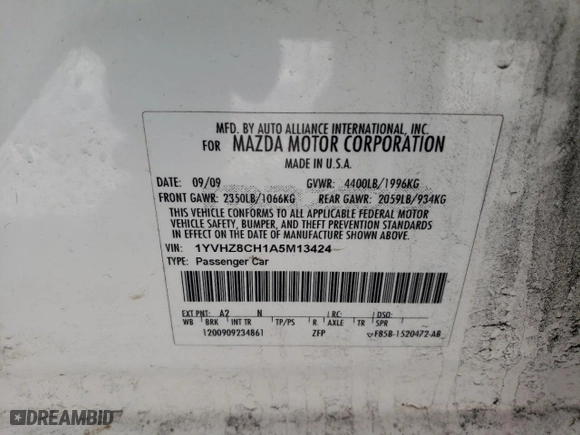 MFD. BY AUTO ALLIANCE INTERNATIONAL, INC.
FOR MAZDA MOTOR CORPORATION
MADE IN U.S.A.
DATE: 09/09 GVWR: 4400LB/1996KG
FRONT GAWR: 2350LB/1066KG REAR GAWR: 2059LB/934KG
THIS VEHICLE CONFORMS TO ALL APPLICABLE FEDERAL MOTOR
VEHICLE SAFETY, BUMPER, AND THEFT PREVENTION STANDARDS
IN EFFECT ON THE DATE OF MANUFACTURE SHOWN ABOVE.
VIN: 1YVHZ8CH1A5M13424
TYPE: Passenger Car
EXT PNT: A2 N RC: DSO:
WB BRK INT TR TP/PS R AXLE TR SPR
1200909234861 ZFP F85B-1520472-AB
DREAMBID